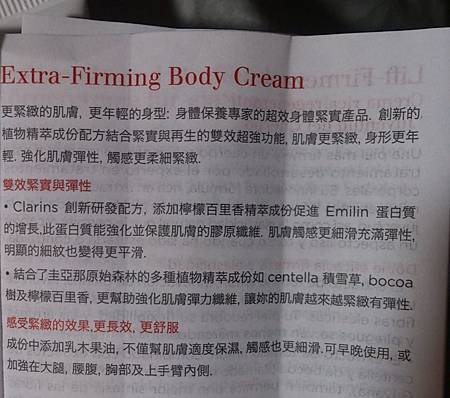 Extra-Firming Body Cream
更緊緻的肌膚, 更年輕的身型: 身體保養專家的超效身體緊實產品. 創新的
植物精萃成份配方結合緊實與再生的雙效超強功能, 肌膚更緊緻, 身形更年
輕. 強化肌膚彈性, 觸感更柔細緊緻.
雙效緊實與彈性
• Clarins 創新研發配方, 添加檸檬百里香精萃成份促進 Emilin 蛋白質
的增長,此蛋白質能強化並保護肌膚的膠原纖維. 肌膚觸感更細滑充滿彈性,
明顯的細紋也變得更平滑.
• 結合了圭亞那原始森林的多種植物精萃成份如 centella 積雪草, bocoa
樹及檸檬百里香, 更幫助強化肌膚彈力纖維, 讓妳的肌膚越來越緊緻有彈性.
感受緊緻的效果,更長效, 更舒服
成份中添加乳木果油, 不僅幫肌膚適度保濕, 觸感也更細滑.可早晚使用, 或
加強在大腿, 腰腹, 胸部及上手臂內側.